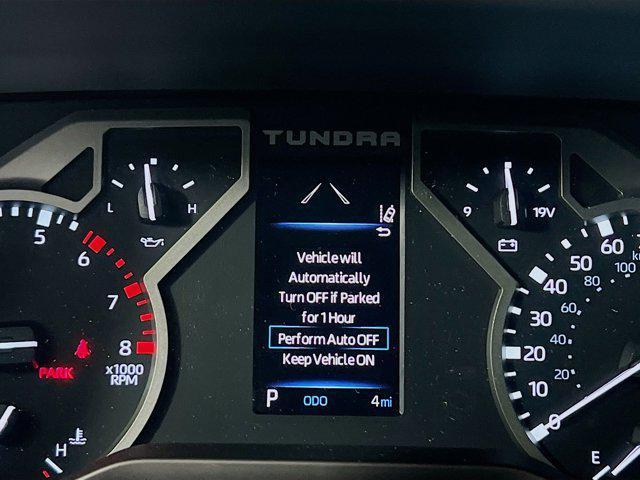 TUNDRA
L H
9 19V
5
6
7
8
x1000
RPM
PARK
H
Vehicle will
Automatically
Turn OFF if Parked
for 1 Hour
Perform Auto OFF
Keep Vehicle ON
P ODO 4 mi
60
50
40
30
20
10
0
100
80
60
40
20
E